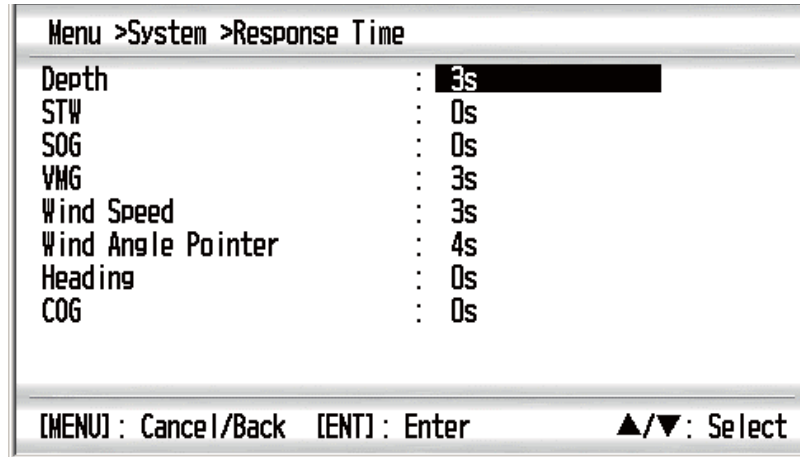 Menu >System >Response Time
Depth : 3s
STW : 0s
SOG : 0s
VMG : 3s
Wind Speed : 3s
Wind Angle Pointer : 4s
Heading : 0s
COG : 0s
[MENU] : Cancel/Back [ENT] : Enter ▲/▼: Select